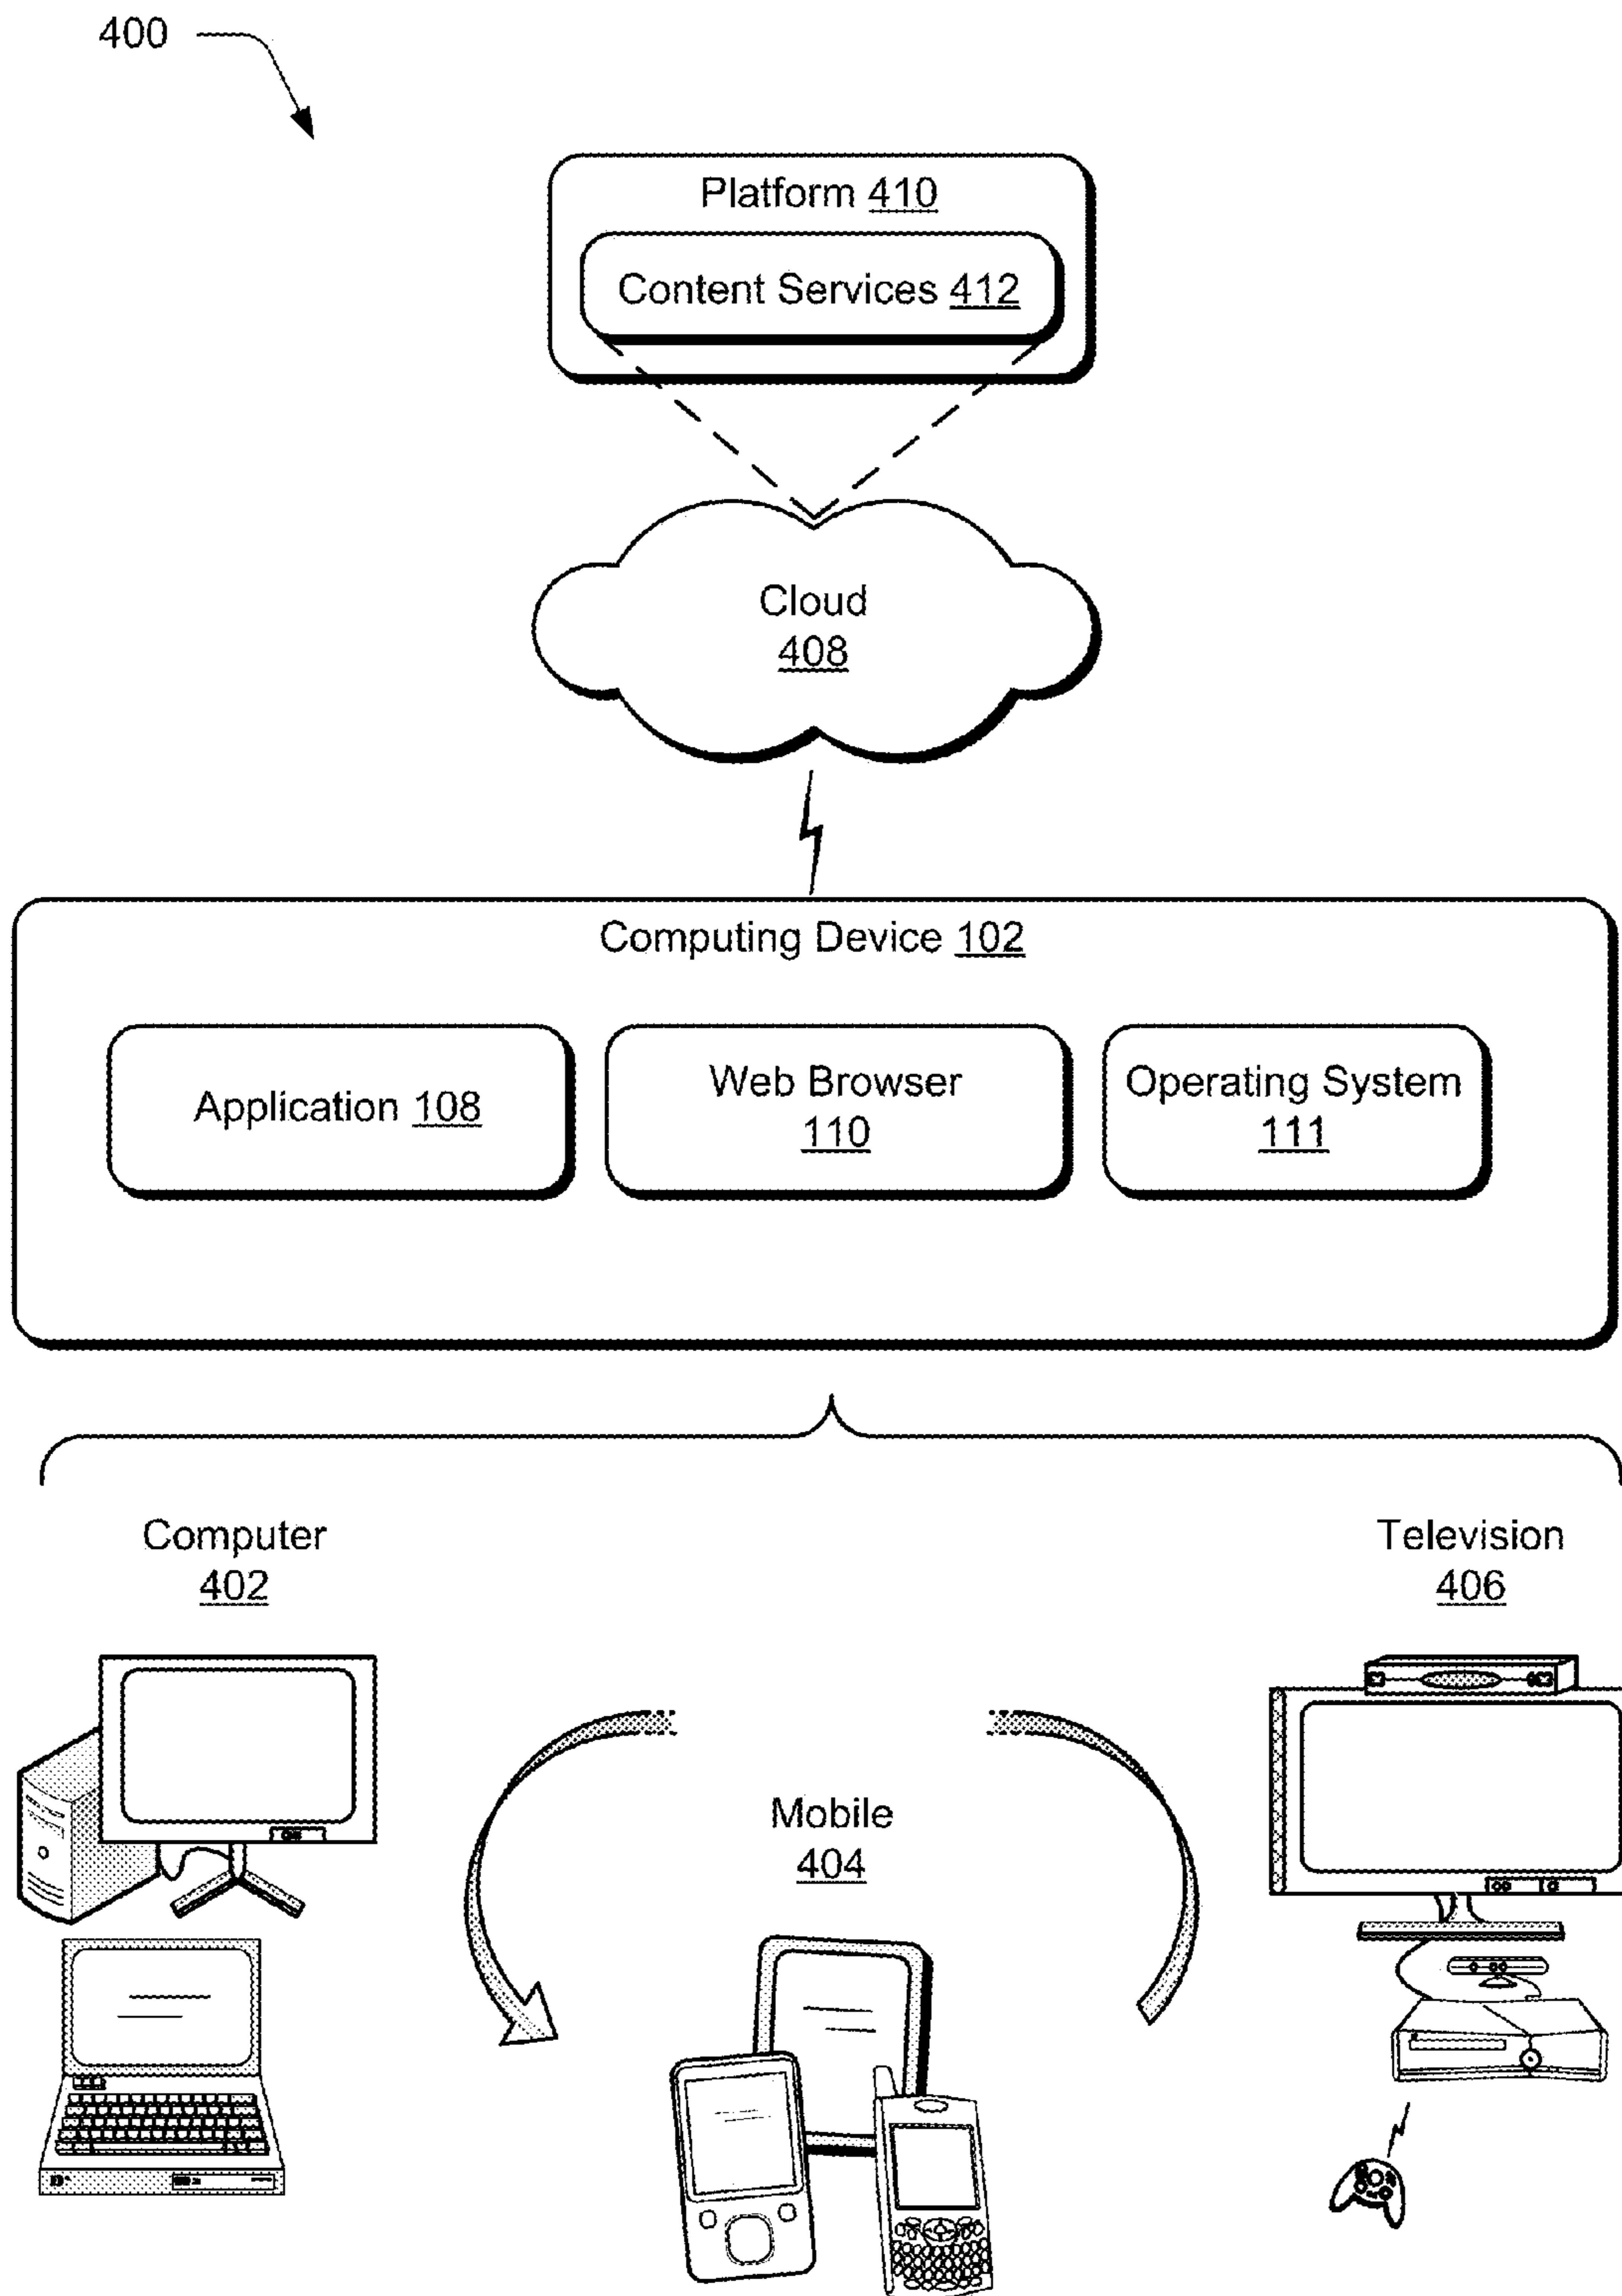 400
Platform 410
Content Services 412
Cloud
408
Computing Device 102
Application 108
Web Browser
110
Operating System
111
Computer
402
Television
406
Mobile
404